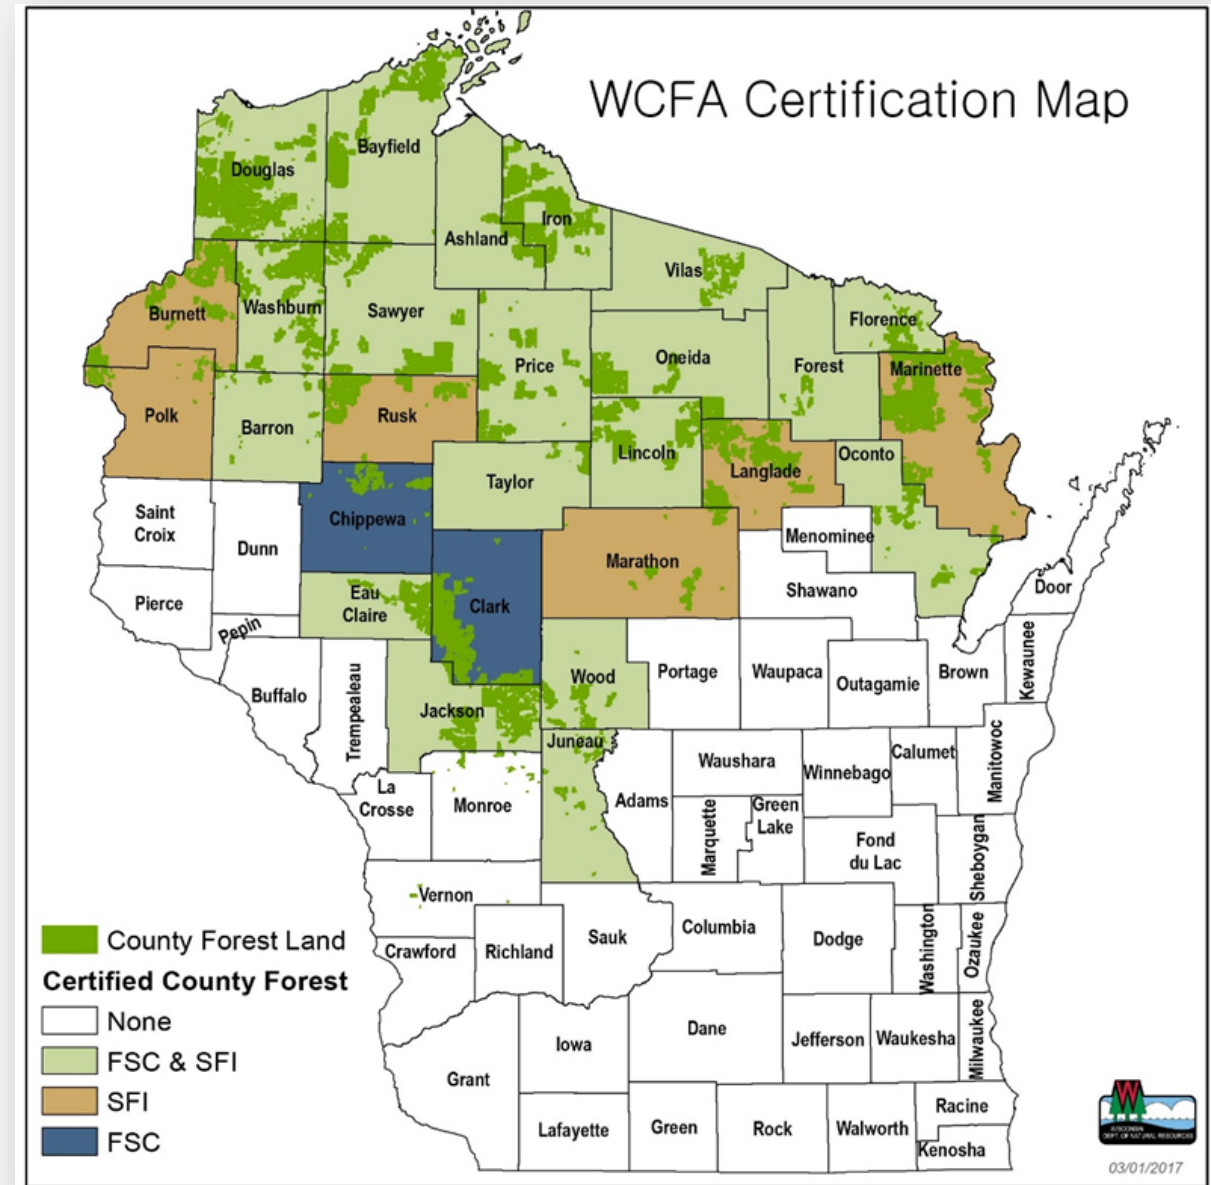 WCFA Certification Map
Bayfield
Douglas
Iron
Ashland
Vilas
Burnett
Washburn
Sawyer
Florence
Price
Oneida
Forest
Marinette
Polk
Barron
Rusk
Lincoln
Langlade
Oconto
Taylor
Saint
Croix
Chippewa
Dunn
Menominee
Marathon
Shawano
Door
Pierce
Eau
Claire
Clark
Pepin
Buffalo
Trempealeau
Jackson
Wood
Portage
Waupaca
Outagamie
Brown
Kewaunee
Juneau
La
Crosse
Monroe
Adams
Waushara
Winnebago
Calumet
Manitowoc
Marquette
Green
Lake
Fond
du Lac
Sheboygan
Vernon
Crawford
Richland
Sauk
Columbia
Dodge
Washington
Ozaukee
Iowa
Dane
Jefferson
Waukesha
Milwaukee
Grant
Lafayette
Green
Rock
Walworth
Racine
Kenosha
County Forest Land
Certified County Forest
None
FSC & SFI
SFI
FSC
W
WISCONSIN
DEPT. OF NATURAL RESOURCES
03/01/2017